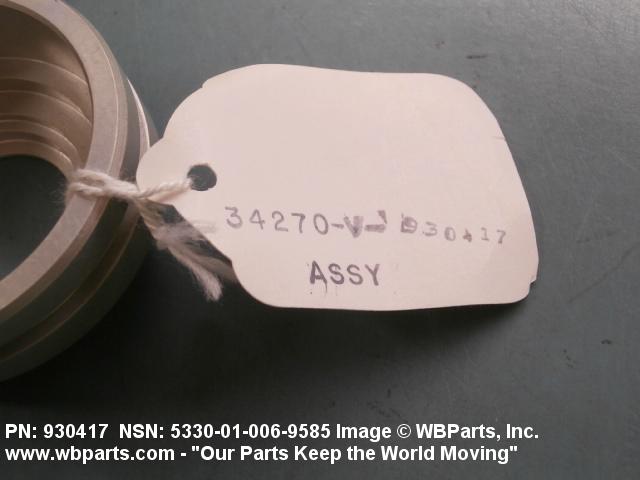 34270-V- 930417
ASSY
PN: 930417 NSN: 5330-01-006-9585 Image © WBParts, Inc.
www.wbparts.com - "Our Parts Keep the World Moving"